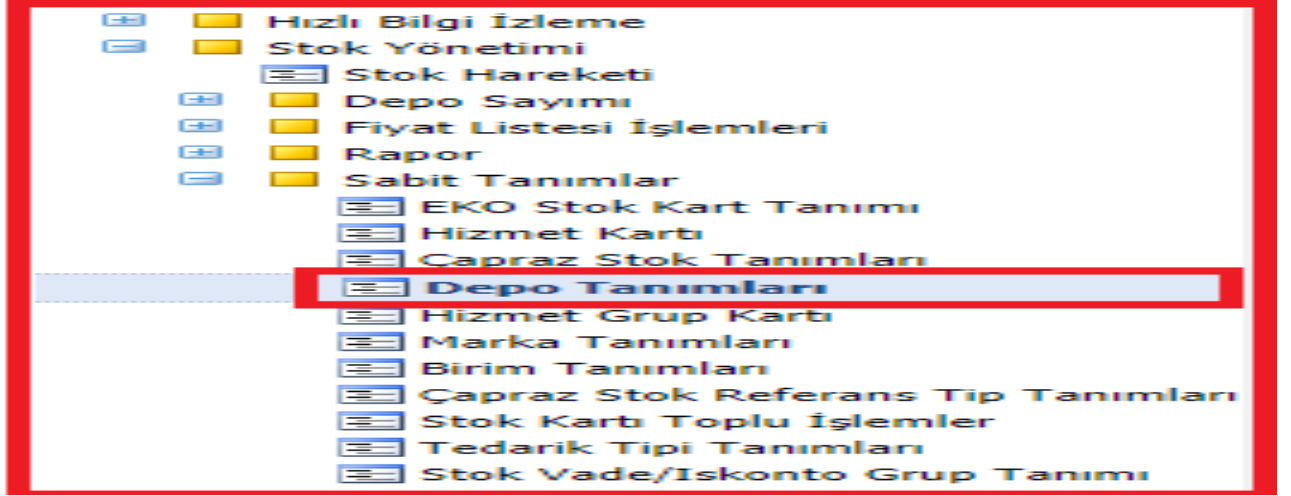 Hızlı Bilgi İzleme
Stok Yönetimi
Stok Hareketi
Depo Sayımı
Fiyat Listesi İşlemleri
Rapor
Sabit Tanımlar
EKO Stok Kart Tanımı
Hizmet Kartı
Çapraz Stok Tanımları
Depo Tanımları
Hizmet Grup Kartı
Marka Tanımları
Birim Tanımları
Çapraz Stok Referans Tip Tanımları
Stok Kartı Toplu İşlemler
Tedarik Tipi Tanımları
Stok Vade/Iskonto Grup Tanımı